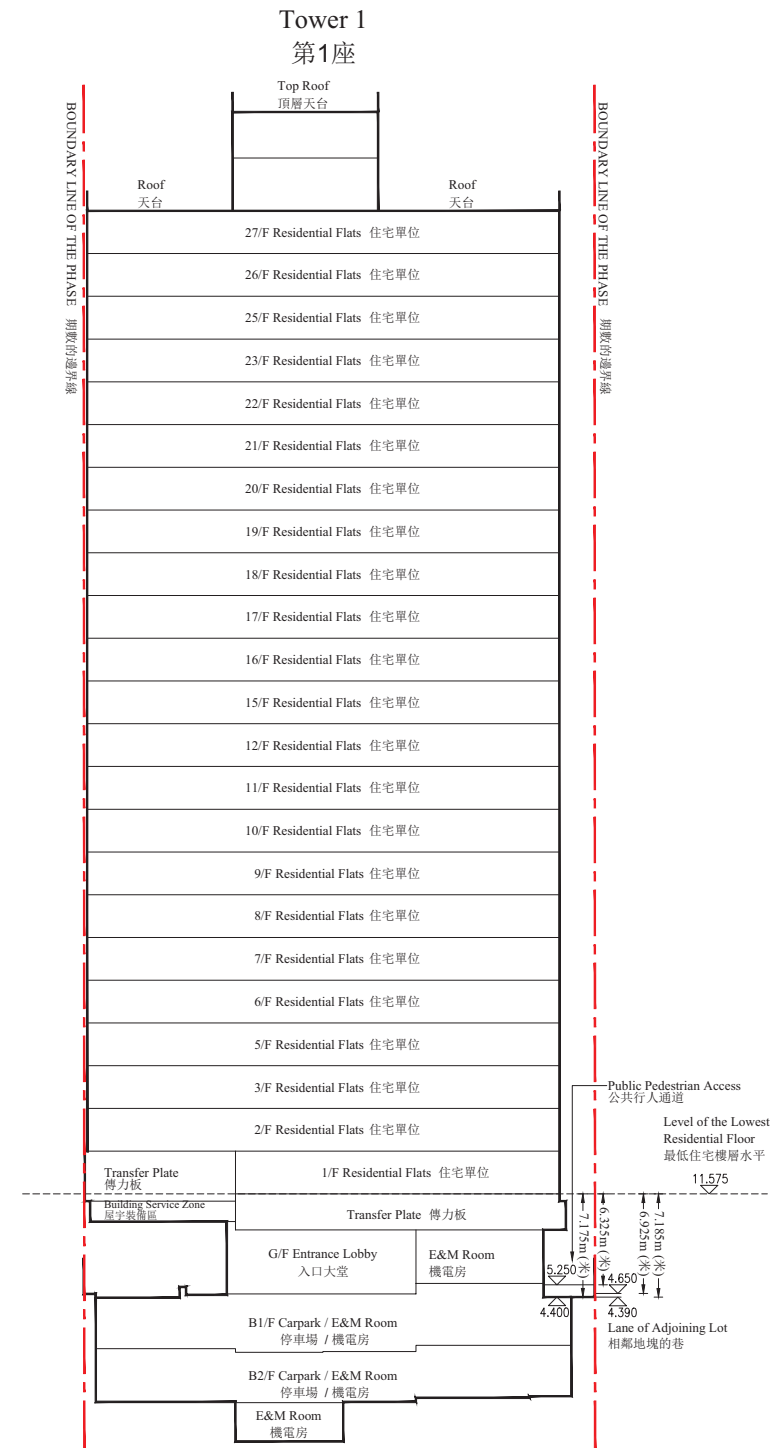 Tower 1
第1座
Top Roof
頂層天台
BOUNDARY LINE OF THE PHASE 期數的邊界線
BOUNDARY LINE OF THE PHASE 期數的邊界線
Roof
天台
Roof
天台
27/F Residential Flats 住宅單位
26/F Residential Flats 住宅單位
25/F Residential Flats 住宅單位
23/F Residential Flats 住宅單位
22/F Residential Flats 住宅單位
21/F Residential Flats 住宅單位
20/F Residential Flats 住宅單位
19/F Residential Flats 住宅單位
18/F Residential Flats 住宅單位
17/F Residential Flats 住宅單位
16/F Residential Flats 住宅單位
15/F Residential Flats 住宅單位
12/F Residential Flats 住宅單位
11/F Residential Flats 住宅單位
10/F Residential Flats 住宅單位
9/F Residential Flats 住宅單位
8/F Residential Flats 住宅單位
7/F Residential Flats 住宅單位
6/F Residential Flats 住宅單位
5/F Residential Flats 住宅單位
3/F Residential Flats 住宅單位
2/F Residential Flats 住宅單位
Public Pedestrian Access
公共行人通道
Level of the Lowest
Residential Floor
最低住宅樓層水平
11.575
Transfer Plate
傳力板
1/F Residential Flats 住宅單位
Building Service Zone
屋宇裝備區
Transfer Plate 傳力板
7.175m (米)
6.325m (米)
6.925m (米)
7.185m (米)
G/F Entrance Lobby
入口大堂
E&M Room
機電房
5.250
4.400
4.650
4.390
Lane of Adjoining Lot
相鄰地塊的巷
B1/F Carpark / E&M Room
停車場 / 機電房
B2/F Carpark / E&M Room
停車場 / 機電房
E&M Room
機電房